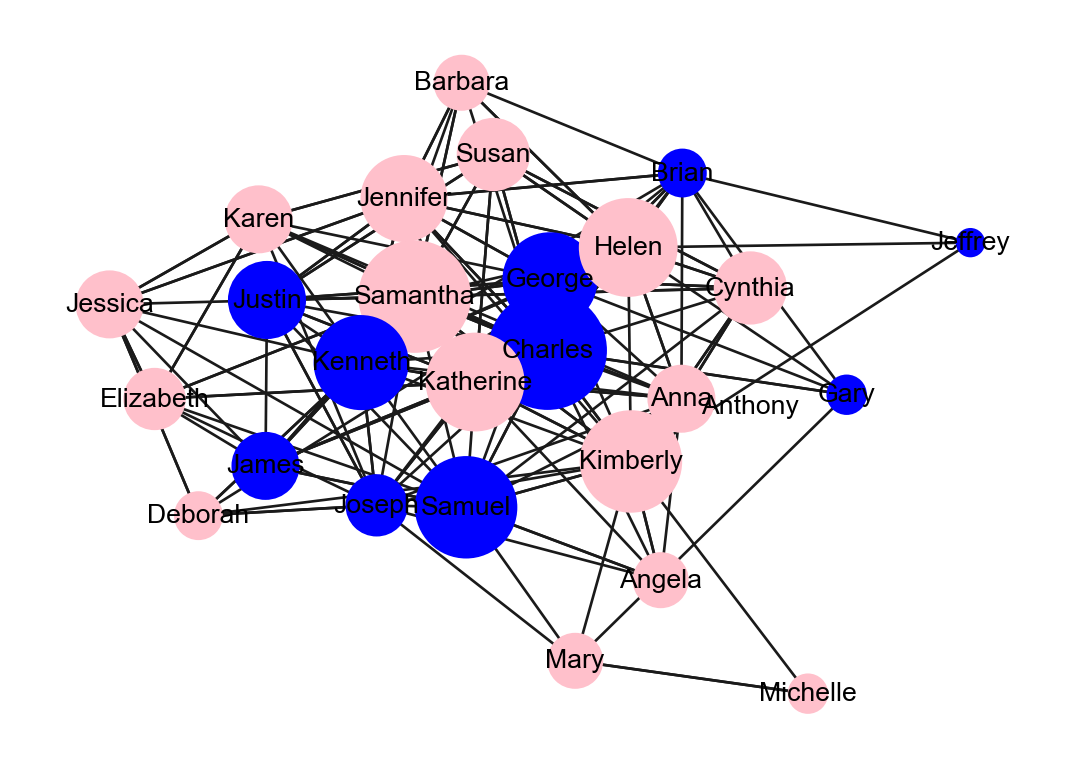 Barbara
Susan
Brian
Jennifer
Karen
Jeffrey
Helen
George
Cynthia
Samantha
Justin
Jessica
Charles
Kenneth
Katherine
Gary
Anna
Elizabeth
Anthony
Kimberly
James
Joseph
Samuel
Deborah
Angela
Mary
Michelle